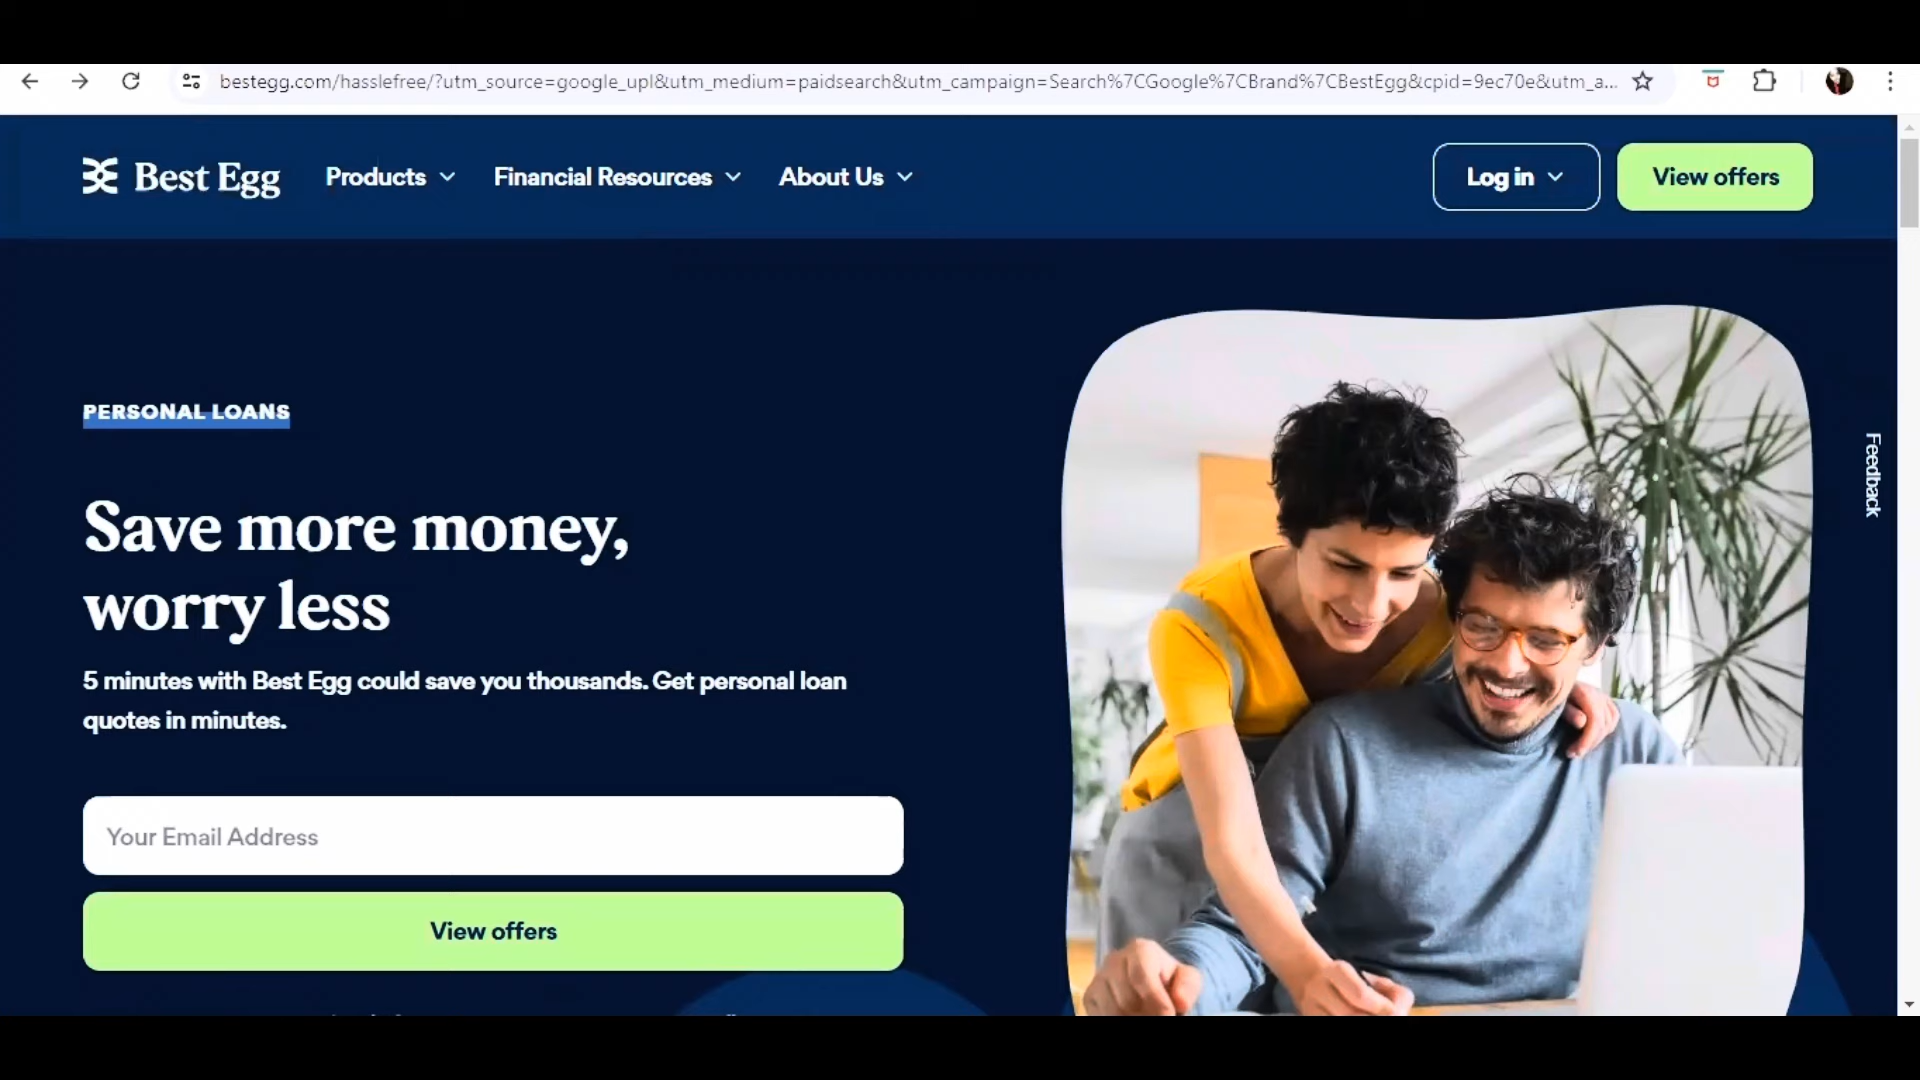 bestegg.com/hasslefree/?utm_source=google_upl&utm_medium=paidsearch&utm_campaign=Search%7CGoogle%7CBrand%7CBestEgg&cpid=9ec70e&utm_a...
Best Egg Products Financial Resources About Us Log in View offers
PERSONAL LOANS
Feedback
Save more money,
worry less
5 minutes with Best Egg could save you thousands. Get personal loan
quotes in minutes.
Your Email Address
View offers